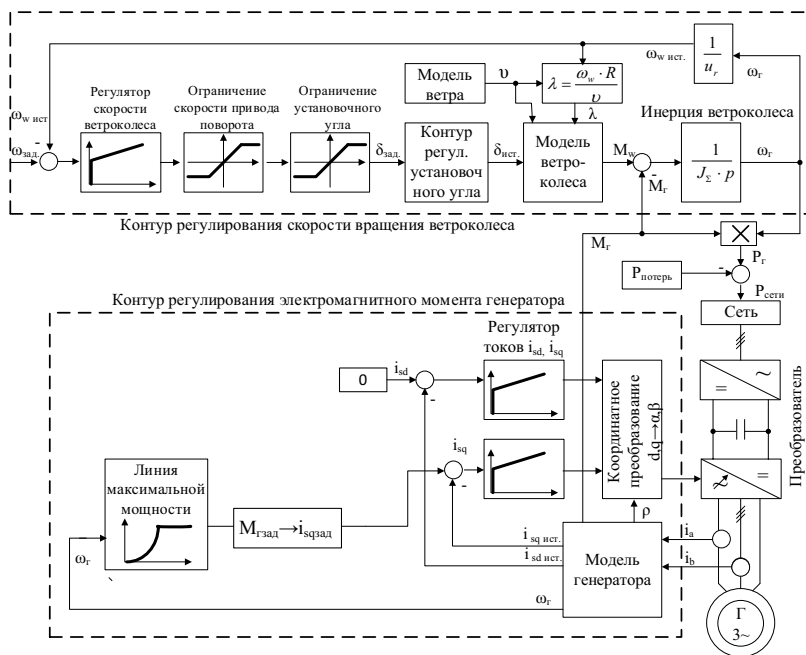 ω_w ист.
1
u_r
ω_г
Модель
ветра
υ
λ = ω_w · R
υ
λ
Регулятор
скорости
ветроколеса
Ограничение
скорости привода
поворота
Ограничение
установочного
угла
Инерция ветроколеса
ω_w ист
-
ω_зад.
δ_зад.
Контур
регул.
установоч
ного угла
δ_ист.
Модель
ветро-
колеса
M_w
-
M_г
1
J_Σ · p
ω_г
Контур регулирования скорости вращения ветроколеса
M_г
×
P_г
P_потерь
-
P_сети
Сеть
Контур регулирования электромагнитного момента генератора
Регулятор
токов i_sd, i_sq
0
i_sd
-
Координатное
преобразование
d,q→α,β
=
~
Преобразователь
i_sq
-
Линия
максимальной
мощности
M_гзад→i_sqзад
~
=
ρ
i_sq ист.
i_sd ист.
Модель
генератора
i_a
i_b
ω_г
ω_г
Г
3~